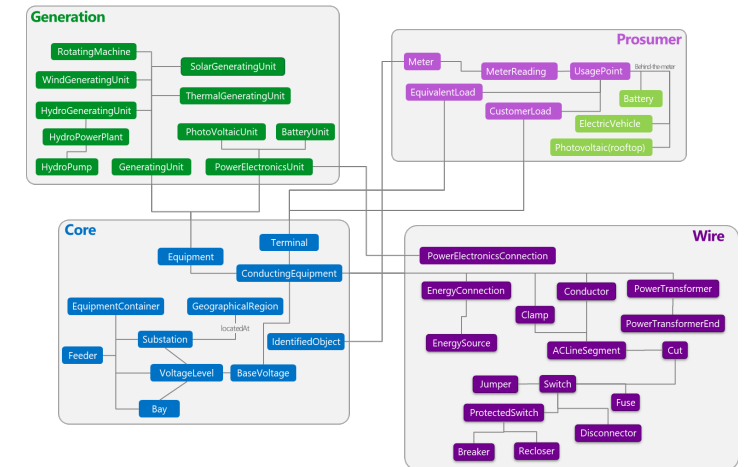 Generation
RotatingMachine
SolarGeneratingUnit
WindGeneratingUnit
ThermalGeneratingUnit
HydroGeneratingUnit
PhotoVoltaicUnit
BatteryUnit
HydroPowerPlant
HydroPump
GeneratingUnit
PowerElectronicsUnit
Prosumer
Meter
MeterReading
UsagePoint
Behind-the-meter
EquivalentLoad
Battery
CustomerLoad
ElectricVehicle
Photovoltaic(rooftop)
Core
Terminal
Equipment
ConductingEquipment
EquipmentContainer
GeographicalRegion
locatedAt
Substation
IdentifiedObject
Feeder
VoltageLevel
BaseVoltage
Bay
Wire
PowerElectronicsConnection
EnergyConnection
Conductor
PowerTransformer
Clamp
PowerTransformerEnd
EnergySource
ACLineSegment
Cut
Jumper
Switch
Fuse
ProtectedSwitch
Disconnector
Breaker
Recloser